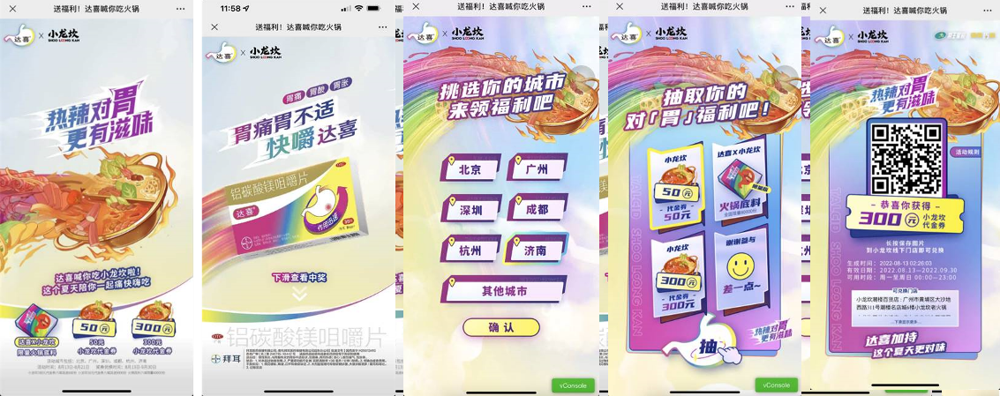 送福利！达喜喊你吃火锅
达喜
×
小龙坎
SHOO LOONG KAN
热辣对胃
更有滋味
达喜喊你吃小龙坎啦！
这个夏天陪你一起痛快嗨吃
达喜X小龙坎
限量火锅底料
50元
50元
小龙坎代金券
300元
300元
小龙坎代金券
11:58
送福利！达喜喊你吃火锅
达喜
×
小龙坎
SHOO LOONG KAN
胃痛
胃酸
胃胀
胃痛胃不适
快嚼达喜
铝碳酸镁咀嚼片
达喜
下滑查看中奖
铝碳酸镁咀嚼片
拜耳
送福利！达喜喊你吃火锅
达喜
×
小龙坎
SHOO LOONG KAN
挑选你的城市
来领福利吧
北京
广州
深圳
成都
杭州
济南
其他城市
确认
vConsole
送福利！达喜喊你吃火锅
达喜
×
小龙坎
SHOO LOONG KAN
抽取你的
对「胃」福利吧！
小龙坎
50元
代金券
50元
达喜X小龙坎
火锅底料
小龙坎
300元
代金券
300元
谢谢参与
差一点~
抽
热辣对胃
更有滋味
vConsole
送福利！达喜喊你吃火锅
达喜
×
小龙坎
SHOO LOONG KAN
热辣对胃
更有滋味
活动规则
- 恭喜你获得 -
300元
小龙坎
代金券
长按保存图片
到小龙坎线下门店即可兑换
生成时间：2022-08-13 02:26:03
有效日期：2022.08.13—2022.09.30
可用时间：周一至周日 00:00—23:00
可兑换门店
小龙坎潮楼百货店：广州市黄埔区大沙地
西路311号潮楼名店城6楼小龙坎老火锅
达喜加持
这个夏天更对味